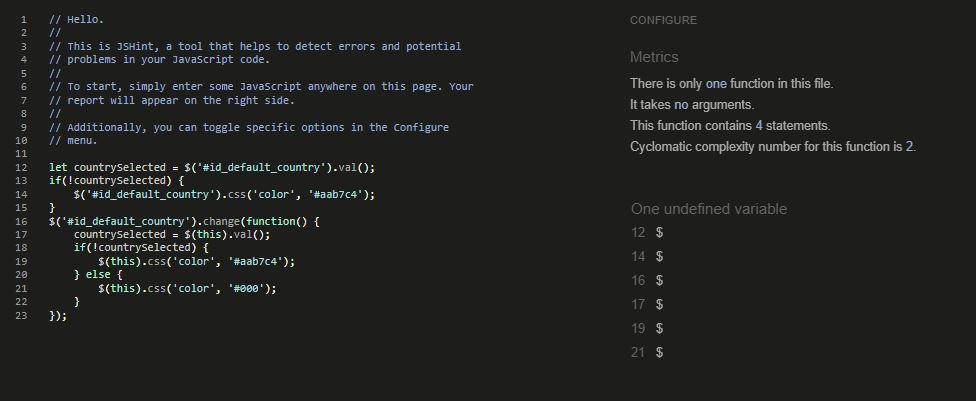 1 // Hello.
2 //
3 // This is JSHint, a tool that helps to detect errors and potential
4 // problems in your JavaScript code.
5 //
6 // To start, simply enter some JavaScript anywhere on this page. Your
7 // report will appear on the right side.
8 //
9 // Additionally, you can toggle specific options in the Configure
10 // menu.
11
12 let countrySelected = $('#id_default_country').val();
13 if(!countrySelected) {
14     $('#id_default_country').css('color', '#aab7c4');
15 }
16 $('#id_default_country').change(function() {
17     countrySelected = $(this).val();
18     if(!countrySelected) {
19         $(this).css('color', '#aab7c4');
20     } else {
21         $(this).css('color', '#000');
22     }
23 });
CONFIGURE
Metrics
There is only one function in this file.
It takes no arguments.
This function contains 4 statements.
Cyclomatic complexity number for this function is 2.
One undefined variable
12 $
14 $
16 $
17 $
19 $
21 $